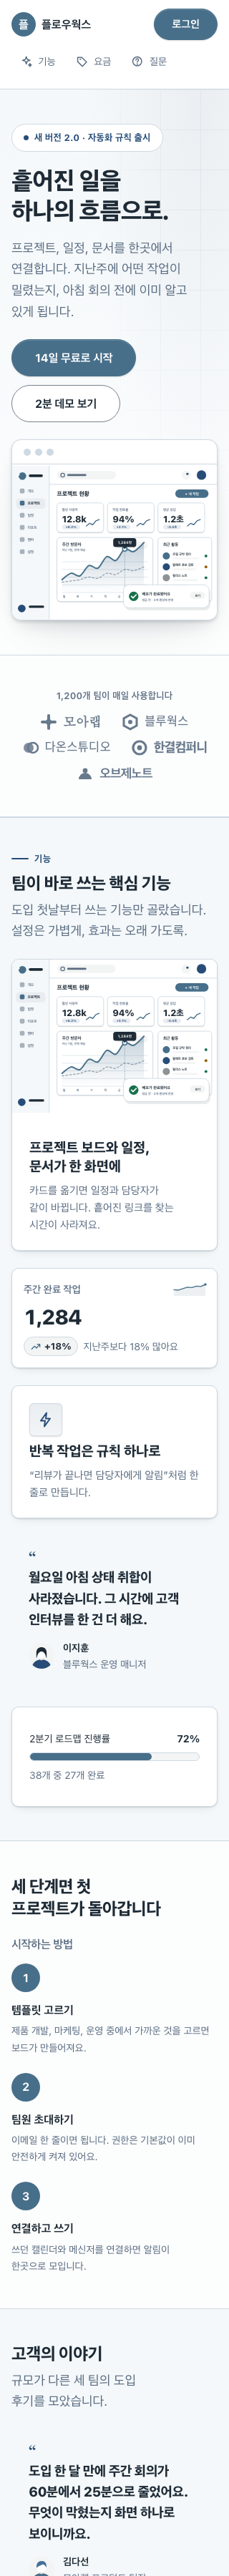 플 플로우웍스
로그인
기능 요금 질문
새 버전 2.0 · 자동화 규칙 출시
흩어진 일을
하나의 흐름으로.
프로젝트, 일정, 문서를 한곳에서
연결합니다. 지난주에 어떤 작업이
밀렸는지, 아침 회의 전에 이미 알고
있게 됩니다.
14일 무료로 시작
2분 데모 보기
프로젝트 현황
12.8k 94% 1.2초
1,200개 팀이 매일 사용합니다
모아랩 블루웍스
다온스튜디오 한결컴퍼니
오브제노트
기능
팀이 바로 쓰는 핵심 기능
도입 첫날부터 쓰는 기능만 골랐습니다.
설정은 가볍게, 효과는 오래 가도록.
프로젝트 현황
12.8k 94% 1.2초
프로젝트 보드와 일정,
문서가 한 화면에
카드를 옮기면 일정과 담당자가
같이 바뀝니다. 흩어진 링크를 찾는
시간이 사라져요.
주간 완료 작업
1,284
+18% 지난주보다 18% 많아요
반복 작업은 규칙 하나로
“리뷰가 끝나면 담당자에게 알림”처럼 한
줄로 만듭니다.
“
월요일 아침 상태 취합이
사라졌습니다. 그 시간에 고객
인터뷰를 한 건 더 해요.
이지훈
블루웍스 운영 매니저
2분기 로드맵 진행률 72%
38개 중 27개 완료
세 단계면 첫
프로젝트가 돌아갑니다
시작하는 방법
1
템플릿 고르기
제품 개발, 마케팅, 운영 중에서 가까운 것을 고르면
보드가 만들어져요.
2
팀원 초대하기
이메일 한 줄이면 됩니다. 권한은 기본값이 이미
안전하게 켜져 있어요.
3
연결하고 쓰기
쓰던 캘린더와 메신저를 연결하면 알림이
한곳으로 모입니다.
고객의 이야기
규모가 다른 세 팀의 도입
후기를 모았습니다.
“
도입 한 달 만에 주간 회의가
60분에서 25분으로 줄었어요.
무엇이 막혔는지 화면 하나로
보이니까요.
김다선